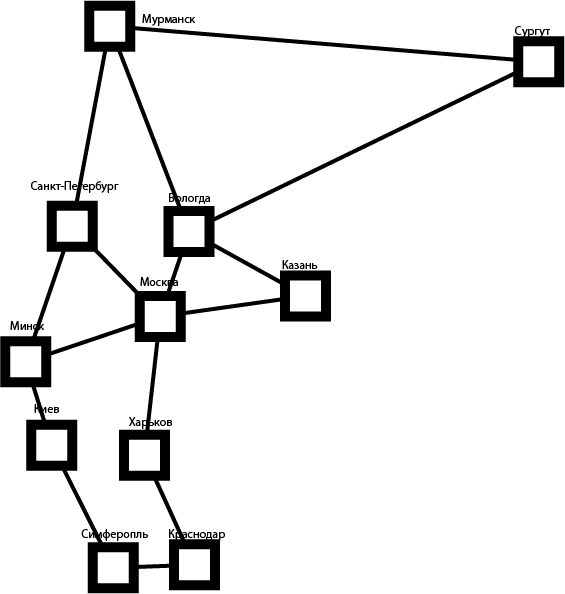 Мурманск
Сургут
Санкт-Петербург
Вологда
Казань
Москва
Минск
Киев
Харьков
Симферопль
Краснодар